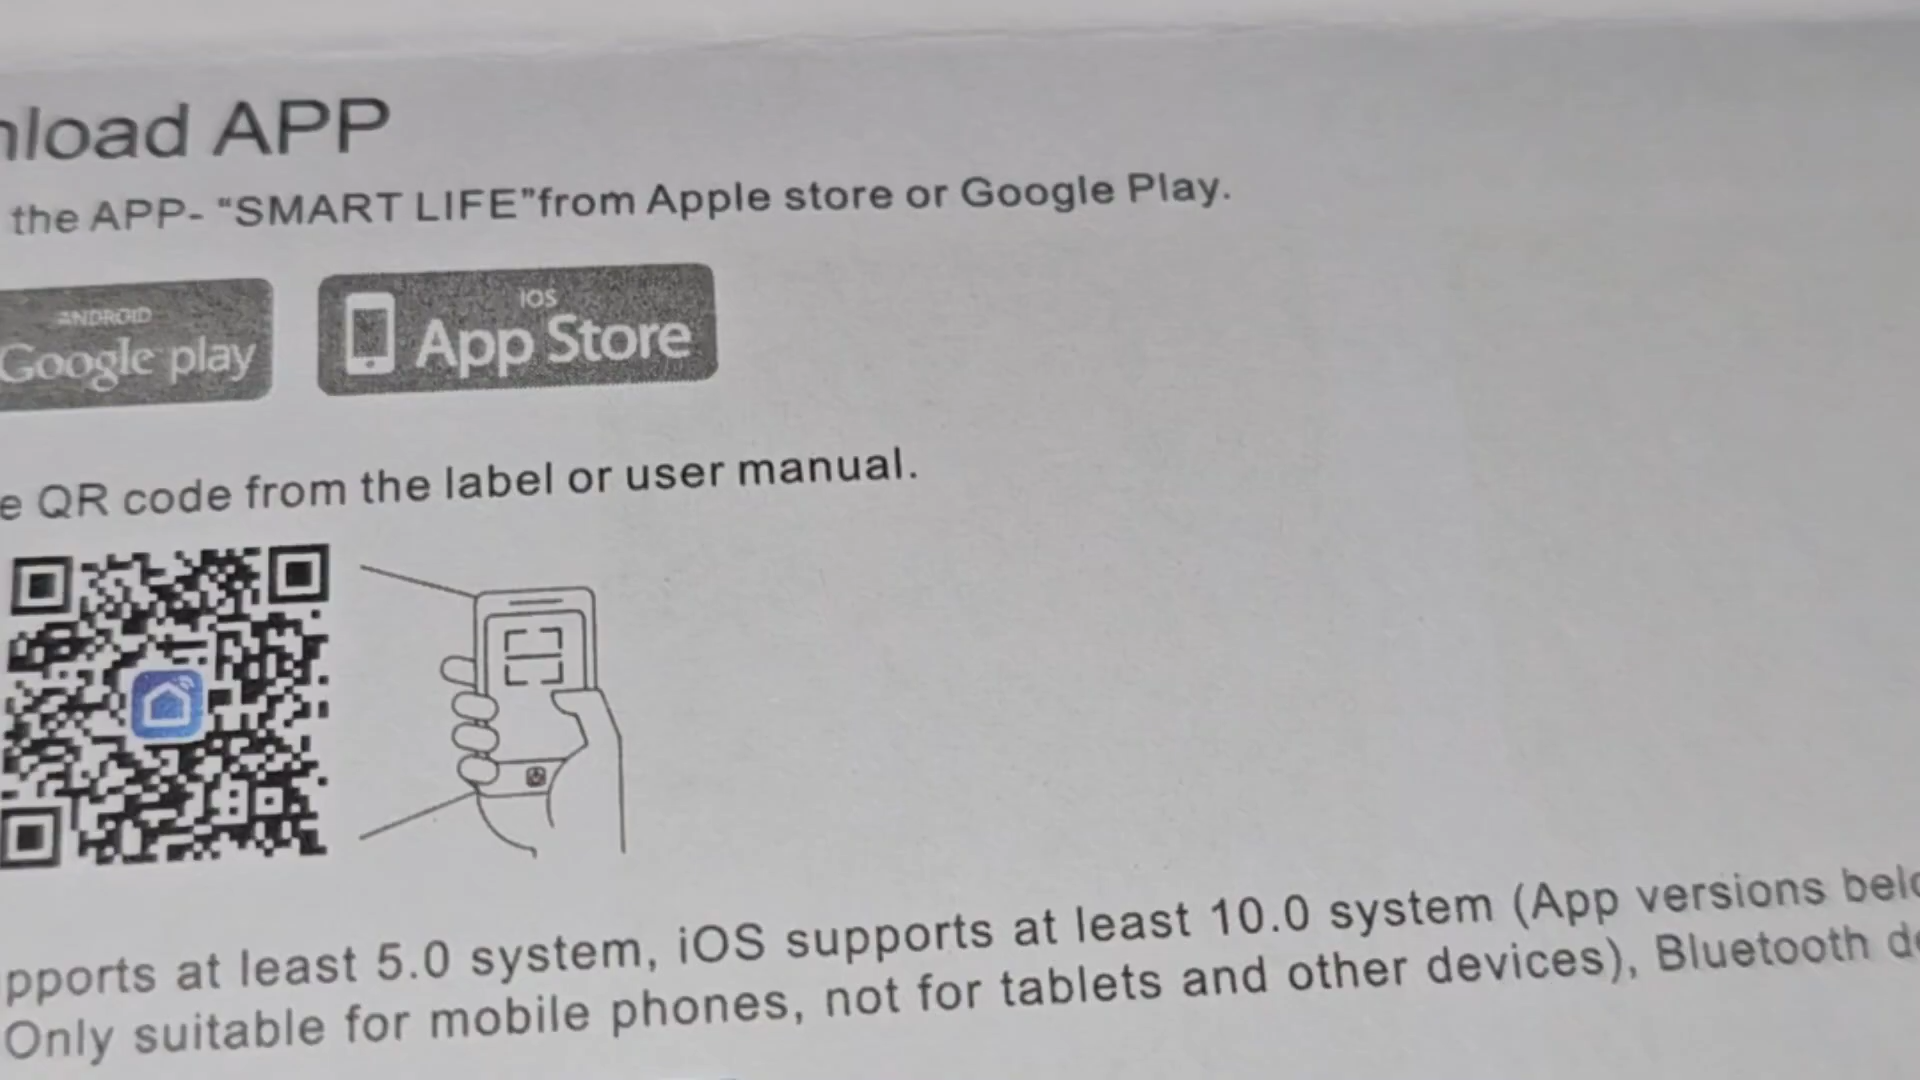 nload APP
the APP- “SMART LIFE”from Apple store or Google Play.
ANDROID
Google play
iOS
App Store
e QR code from the label or user manual.
pports at least 5.0 system, iOS supports at least 10.0 system (App versions belo
Only suitable for mobile phones, not for tablets and other devices), Bluetooth de